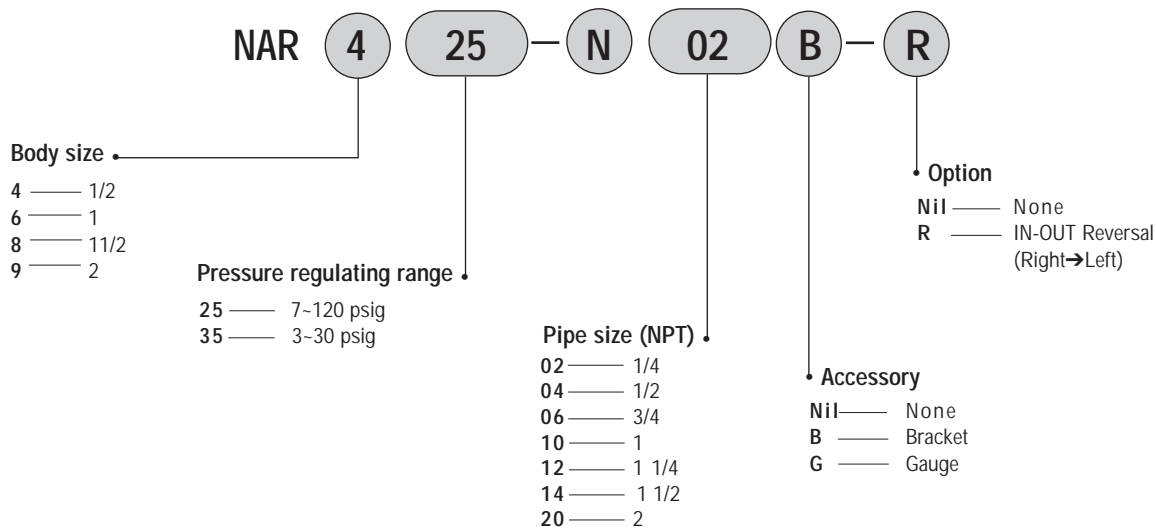 NAR 4 25 – N 02 B – R
Body size
4 —— 1/2
6 —— 1
8 —— 11/2
9 —— 2
Pressure regulating range
25 —— 7~120 psig
35 —— 3~30 psig
Pipe size (NPT)
02 —— 1/4
04 —— 1/2
06 —— 3/4
10 —— 1
12 —— 1 1/4
14 —— 1 1/2
20 —— 2
Accessory
Nil —— None
B —— Bracket
G —— Gauge
Option
Nil —— None
R —— IN-OUT Reversal
(Right➔Left)